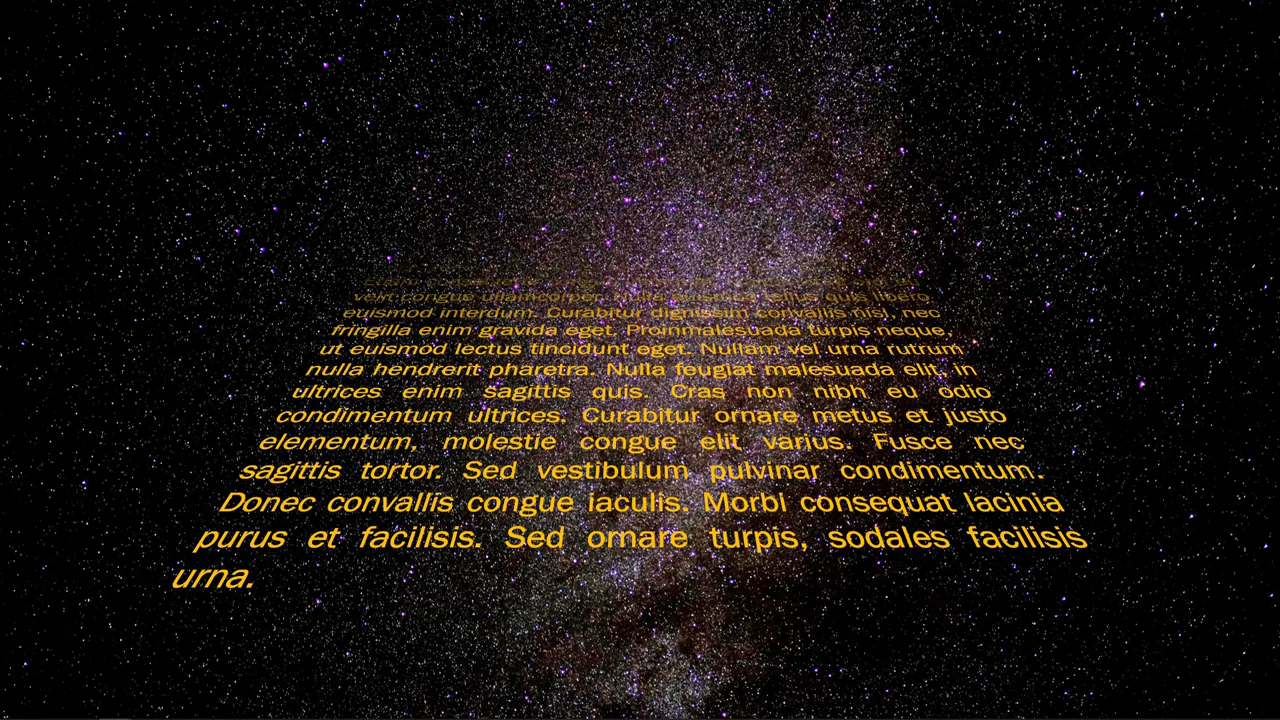 velit congue ullamcorper. Nulla euismod tellus quis libero
euismod interdum. Curabitur dignissim convallis nisl, nec
fringilla enim gravida eget. Proinmalesuada turpis neque,
ut euismod lectus tincidunt eget. Nullam vel urna rutrum
nulla hendrerit pharetra. Nulla feugiat malesuada elit, in
ultrices enim sagittis quis. Cras non nibh eu odio
condimentum ultrices. Curabitur ornare metus et justo
elementum, molestie congue elit varius. Fusce nec
sagittis tortor. Sed vestibulum pulvinar condimentum.
Donec convallis congue iaculis. Morbi consequat lacinia
purus et facilisis. Sed ornare turpis, sodales facilisis
urna.